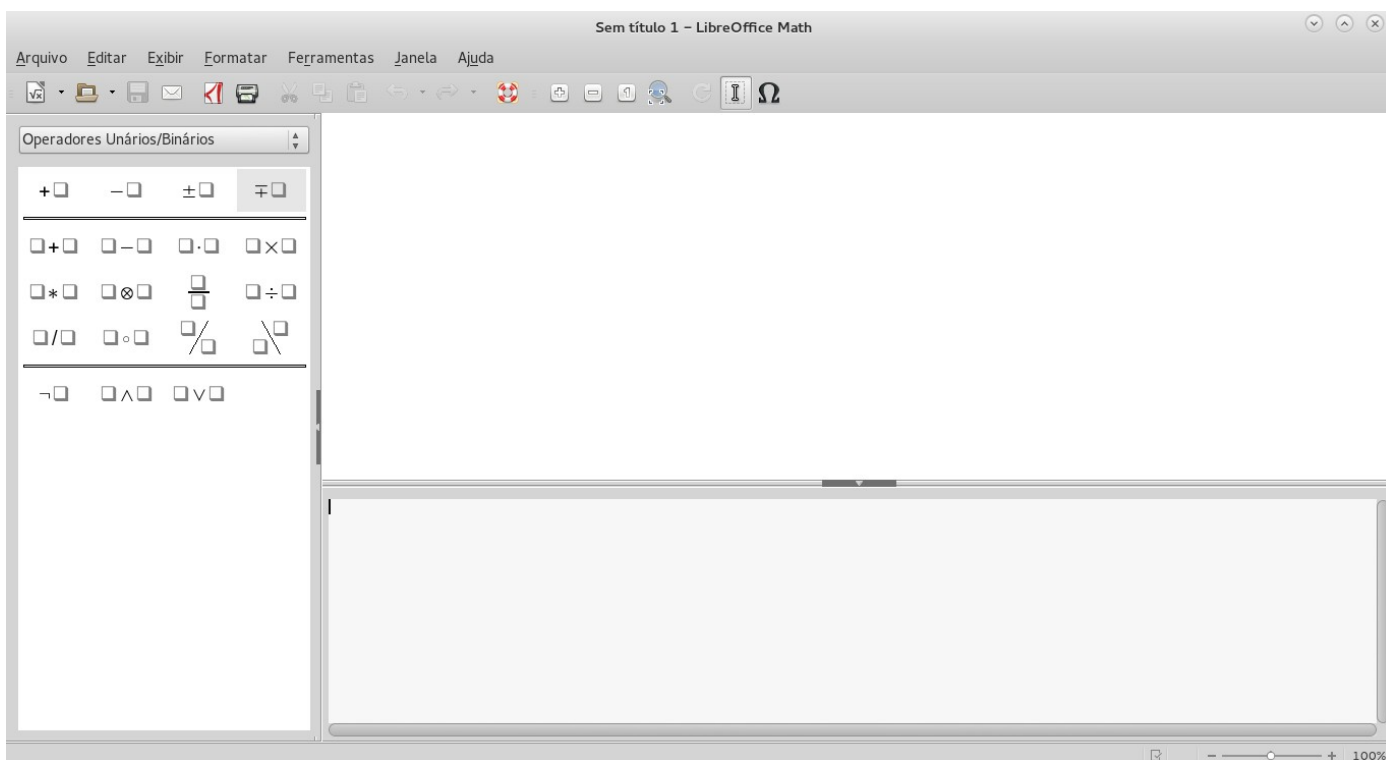 Sem título 1 – LibreOffice Math
Arquivo Editar Exibir Formatar Ferramentas Janela Ajuda
Ω
Operadores Unários/Binários
+□ −□ ±□ ∓□
□+□ □−□ □·□ □×□
□∗□ □⊗□ □/□ □÷□
□/□ □∘□ □/□ □\□
¬□ □∧□ □∨□
100%